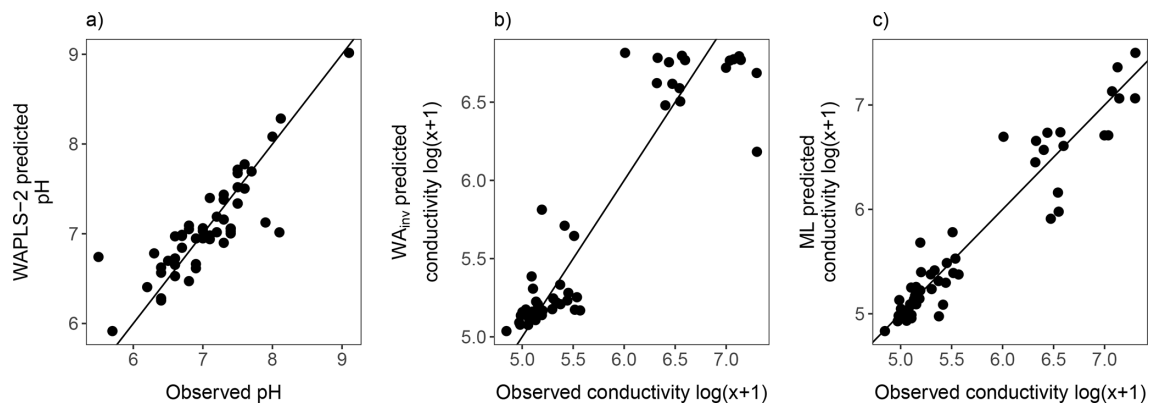 a)
WAPLS−2 predicted
pH
9
8
7
6
6
7
8
9
Observed pH
b)
WAinv predicted
conductivity log(x+1)
6.5
6.0
5.5
5.0
5.0
5.5
6.0
6.5
7.0
Observed conductivity log(x+1)
c)
ML predicted
conductivity log(x+1)
7
6
5
5.0
5.5
6.0
6.5
7.0
Observed conductivity log(x+1)